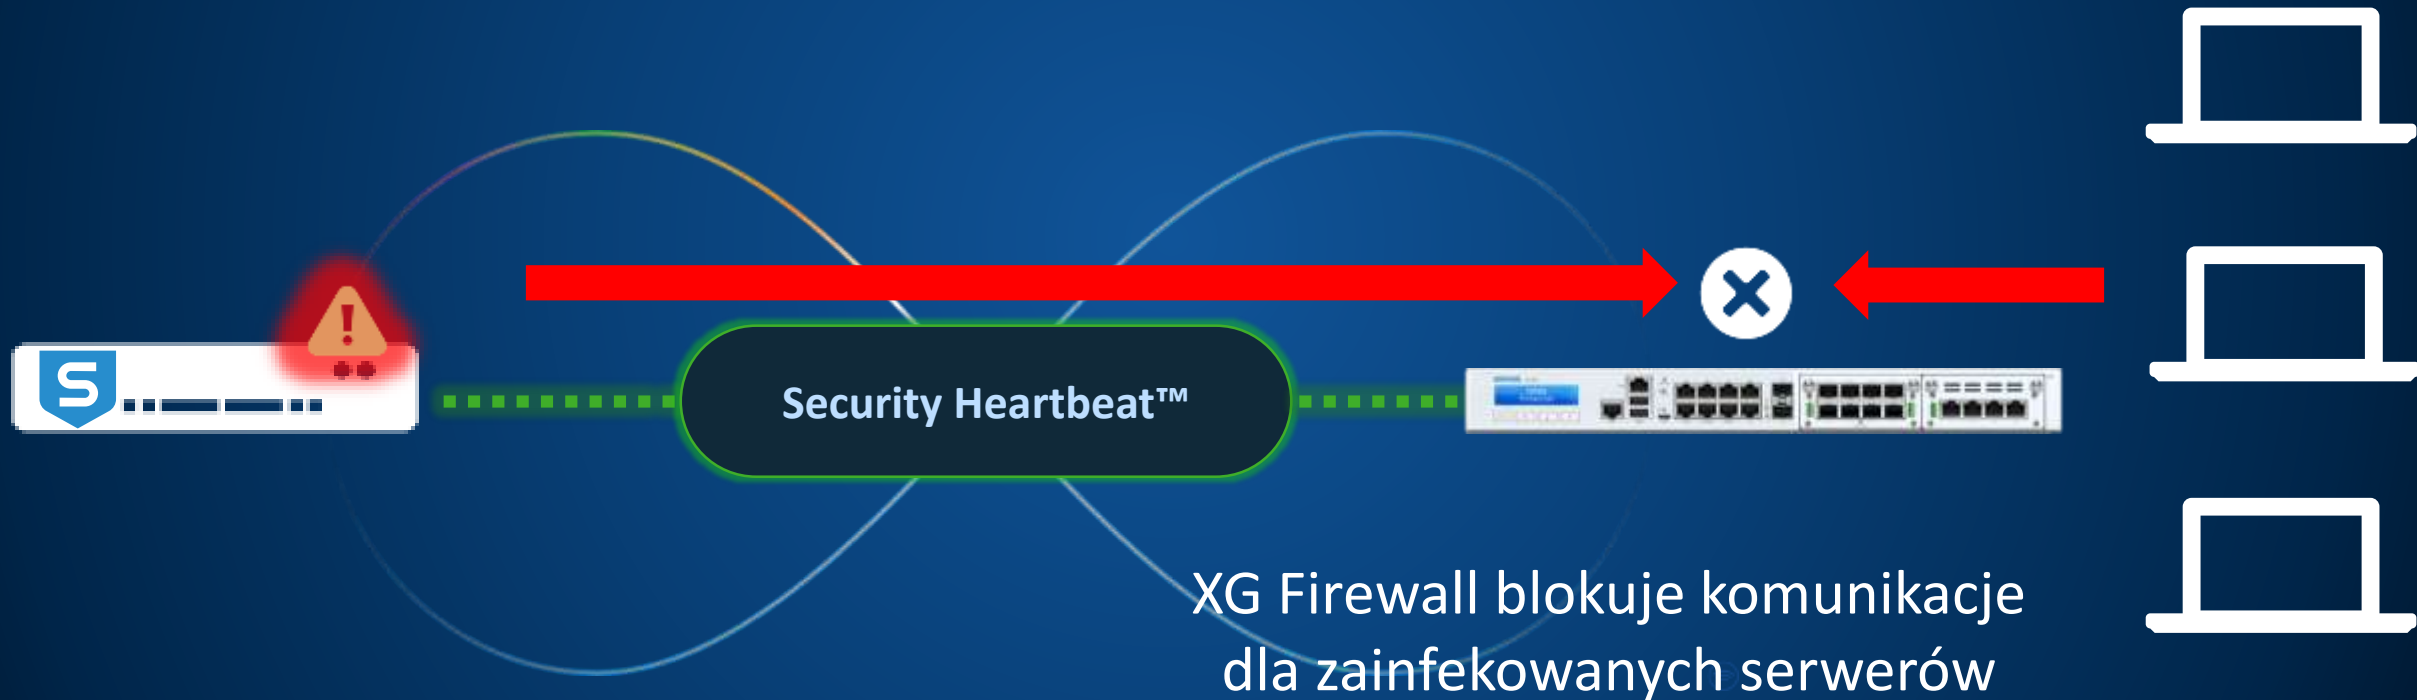 S
Security Heartbeat™
XG Firewall blokuje komunikacje
dla zainfekowanych serwerów